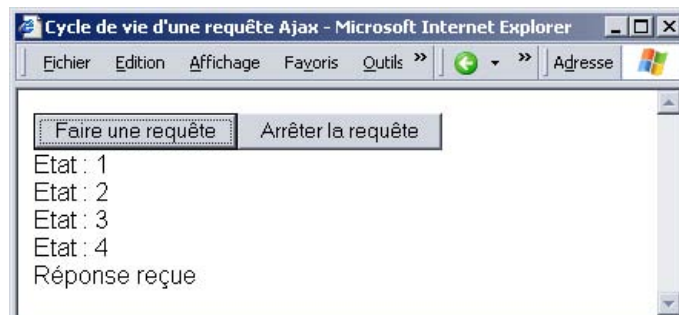 Cycle de vie d'une requête Ajax - Microsoft Internet Explorer
Fichier Edition Affichage Favoris Outils » » Adresse
Faire une requête Arrêter la requête
Etat : 1
Etat : 2
Etat : 3
Etat : 4
Réponse reçue